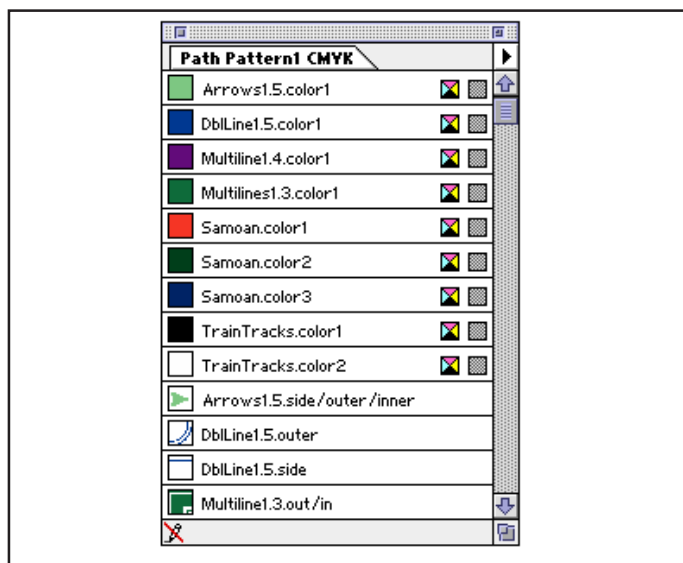 Path Pattern1 CMYK
Arrows1.5.color1
DblLine1.5.color1
Multiline1.4.color1
Multilines1.3.color1
Samoan.color1
Samoan.color2
Samoan.color3
TrainTracks.color1
TrainTracks.color2
Arrows1.5.side/outer/inner
DblLine1.5.outer
DblLine1.5.side
Multiline1.3.out/in